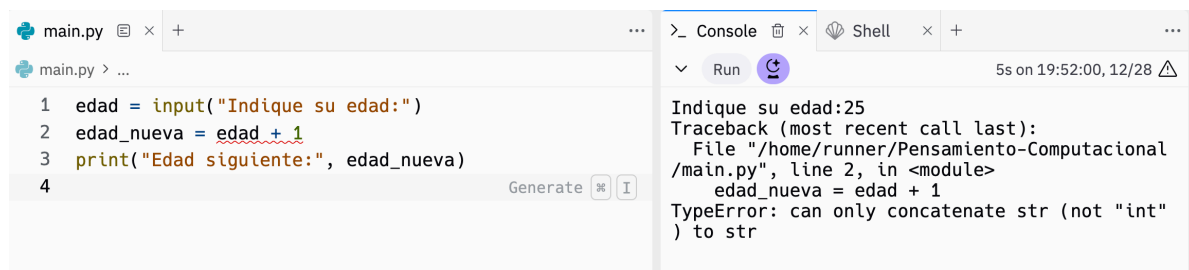 main.py
main.py > ...
1 edad = input("Indique su edad:")
2 edad_nueva = edad + 1
3 print("Edad siguiente:", edad_nueva)
4
Generate ⌘ I
Console
Shell
Run
5s on 19:52:00, 12/28
Indique su edad:25
Traceback (most recent call last):
  File "/home/runner/Pensamiento-Computacional
/main.py", line 2, in <module>
    edad_nueva = edad + 1
TypeError: can only concatenate str (not "int"
) to str